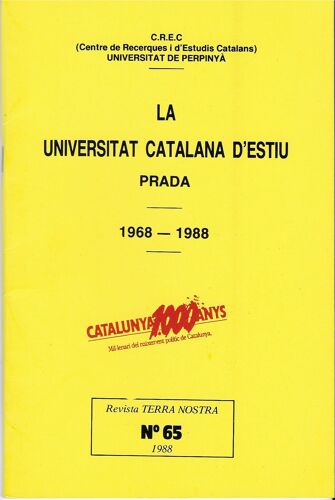 C.R.E.C
(Centre de Recerques i d'Estudis Catalans)
UNIVERSITAT DE PERPINYÀ
LA
UNIVERSITAT CATALANA D'ESTIU
PRADA
1968 — 1988
CATALUNYA 1000 ANYS
Mil·lenari del naixement polític de Catalunya.
Revista TERRA NOSTRA
Nº 65
1988